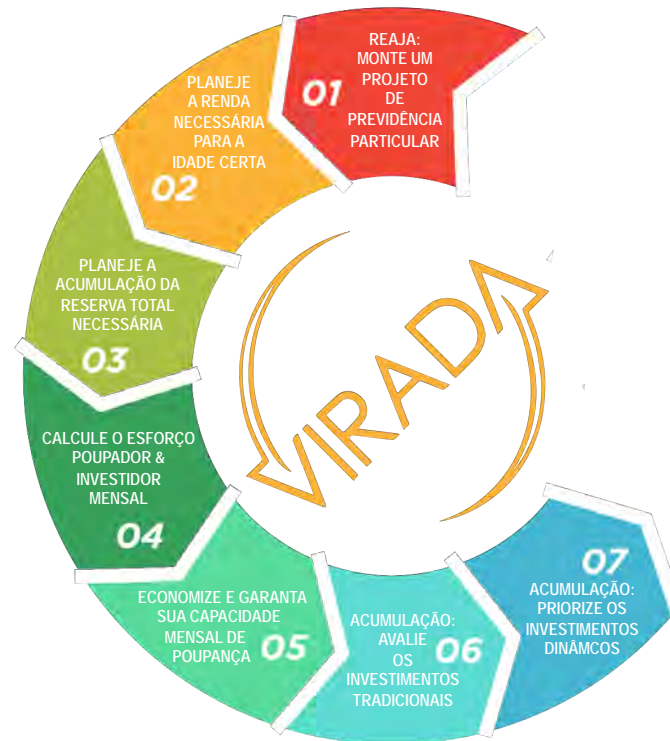 REAJA:
MONTE UM
PROJETO
DE
PREVIDÊNCIA
PARTICULAR
01
PLANEJE
A RENDA
NECESSÁRIA
PARA A
IDADE CERTA
02
PLANEJE A
ACUMULAÇÃO DA
RESERVA TOTAL
NECESSÁRIA
03
CALCULE O ESFORÇO
POUPADOR &
INVESTIDOR
MENSAL
04
ECONOMIZE E GARANTA
SUA CAPACIDADE
MENSAL DE
POUPANÇA
05
ACUMULAÇÃO:
AVALIE
OS
INVESTIMENTOS
TRADICIONAIS
06
07
ACUMULAÇÃO:
PRIORIZE OS
INVESTIMENTOS
DINÂMCOS
VIRADA